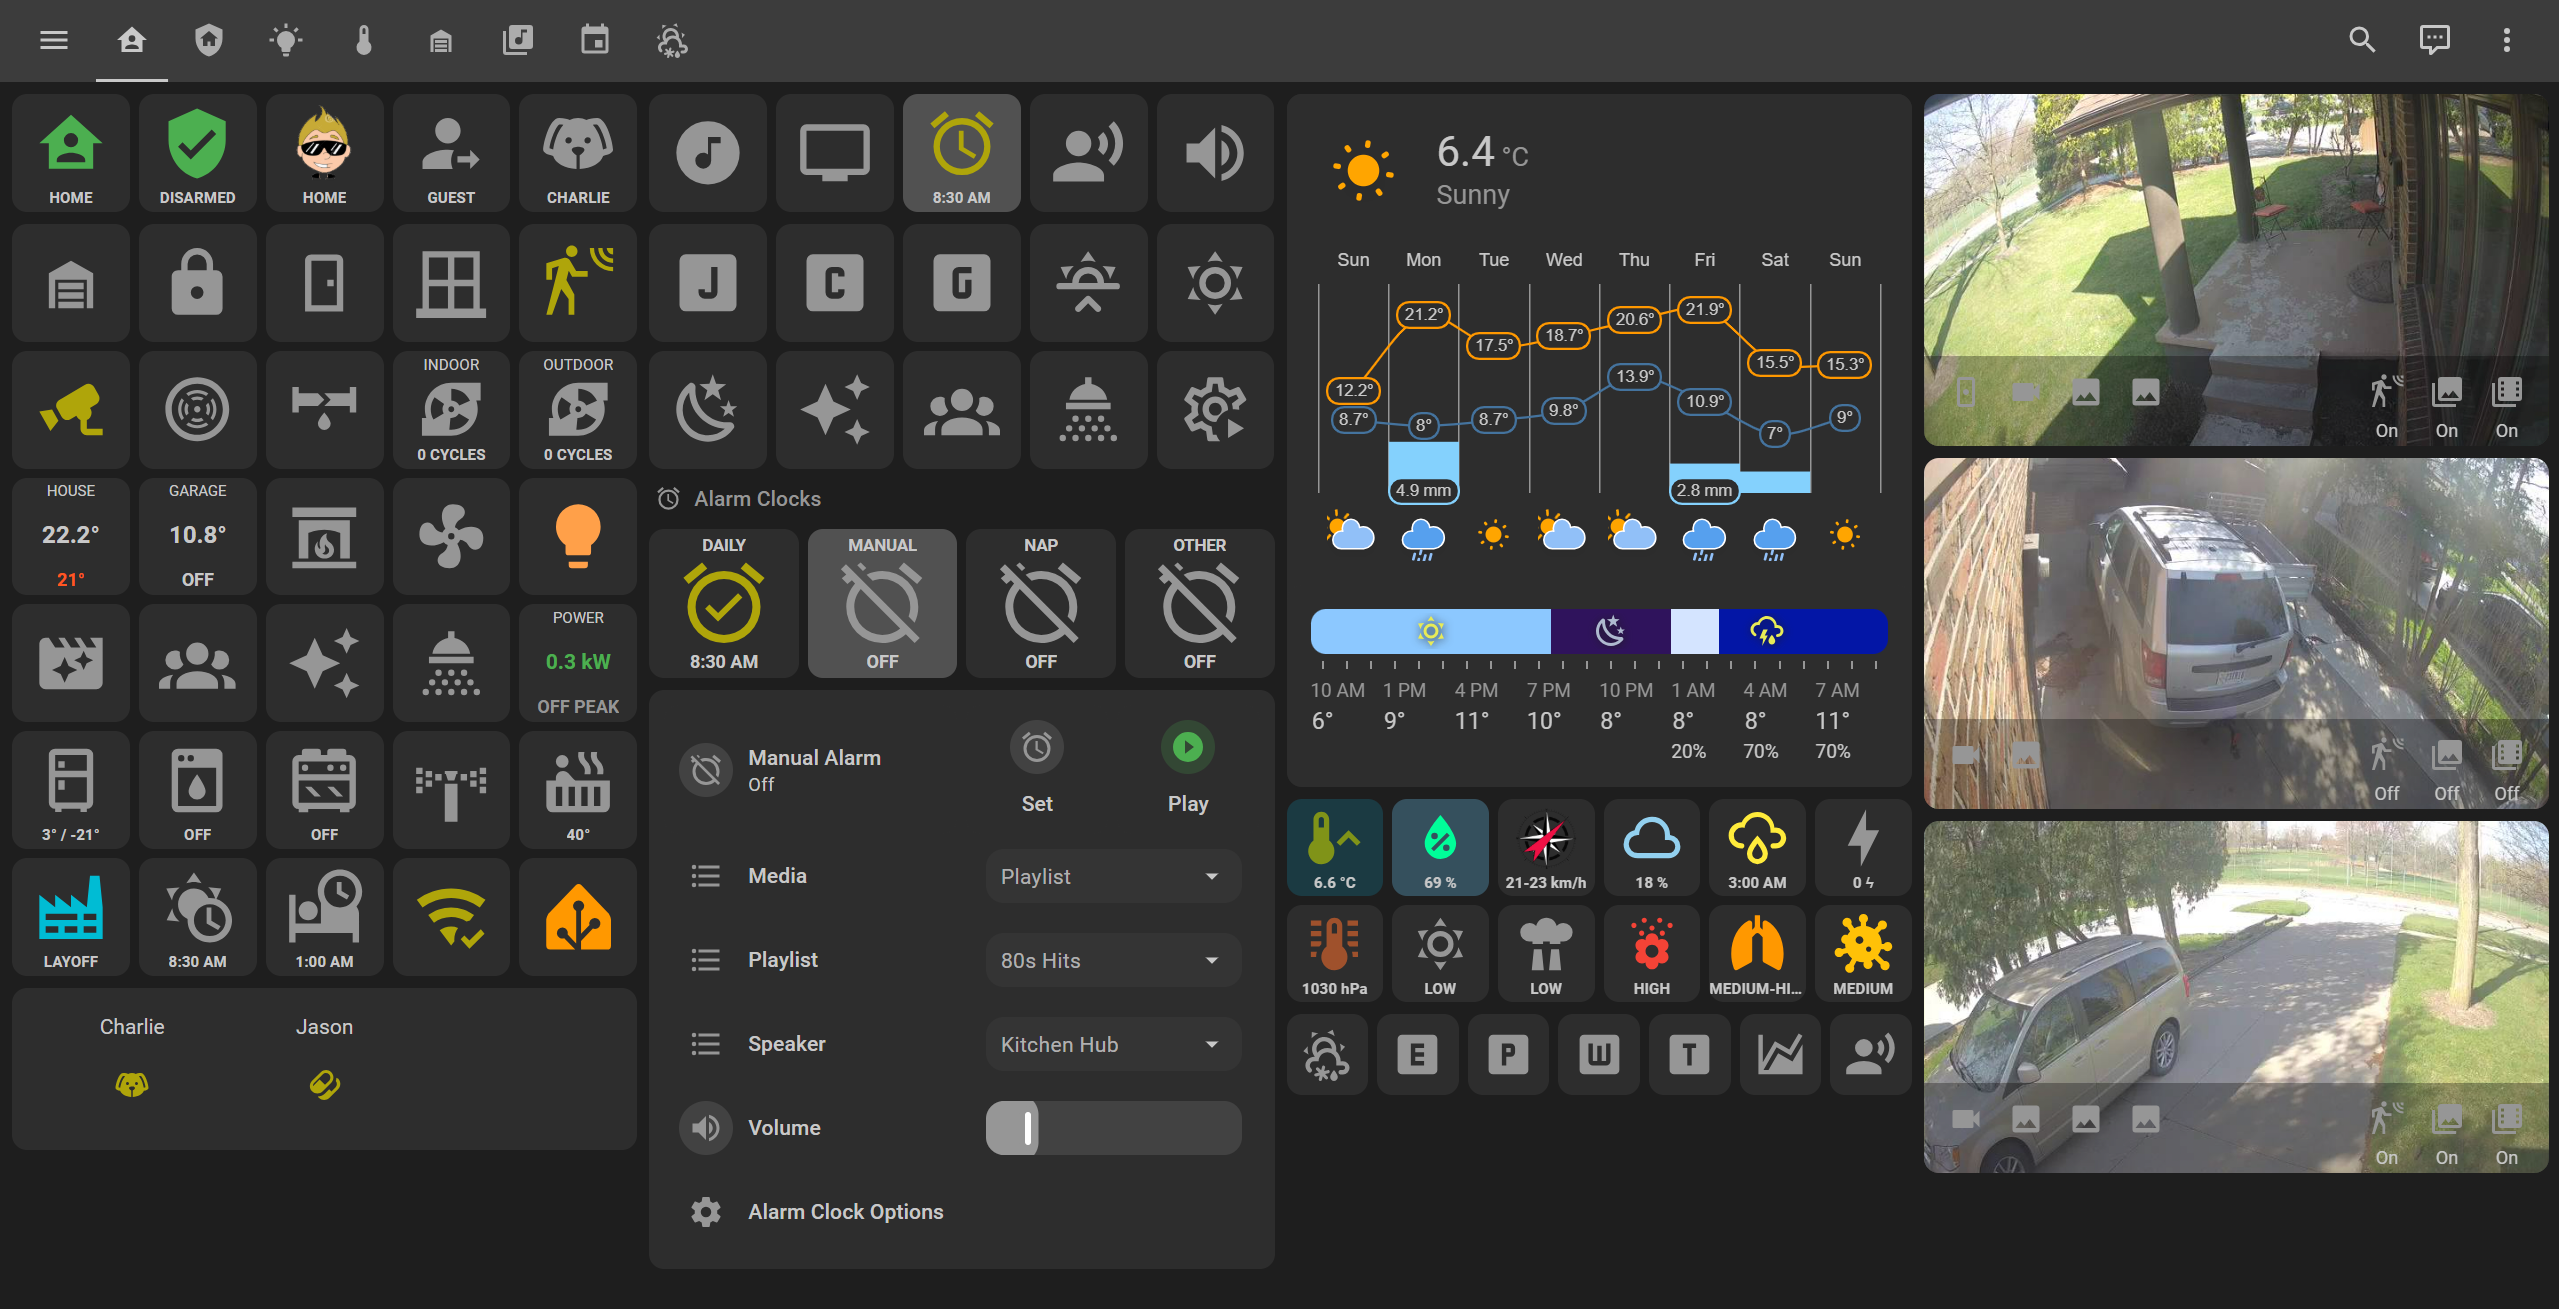 HOME
DISARMED
HOME
GUEST
CHARLIE
8:30 AM
J
C
G
INDOOR
0 CYCLES
OUTDOOR
0 CYCLES
HOUSE
22.2°
21°
GARAGE
10.8°
OFF
POWER
0.3 kW
OFF PEAK
3° / -21°
OFF
OFF
40°
LAYOFF
8:30 AM
1:00 AM
Charlie
Jason
Alarm Clocks
DAILY
8:30 AM
MANUAL
OFF
NAP
OFF
OTHER
OFF
Manual Alarm
Off
Set
Play
Media
Playlist
Playlist
80s Hits
Speaker
Kitchen Hub
Volume
Alarm Clock Options
6.4 °C
Sunny
Sun Mon Tue Wed Thu Fri Sat Sun
12.2° 21.2° 17.5° 18.7° 20.6° 21.9° 15.5° 15.3°
8.7° 8° 8.7° 9.8° 13.9° 10.9° 7° 9°
4.9 mm 2.8 mm
10 AM 1 PM 4 PM 7 PM 10 PM 1 AM 4 AM 7 AM
6° 9° 11° 10° 8° 8° 8° 11°
20% 70% 70%
6.6 °C
69 %
21-23 km/h
18 %
3:00 AM
0 ϟ
1030 hPa
LOW
LOW
HIGH
MEDIUM-HI...
MEDIUM
E
P
W
T
On On On
Off Off Off
On On On